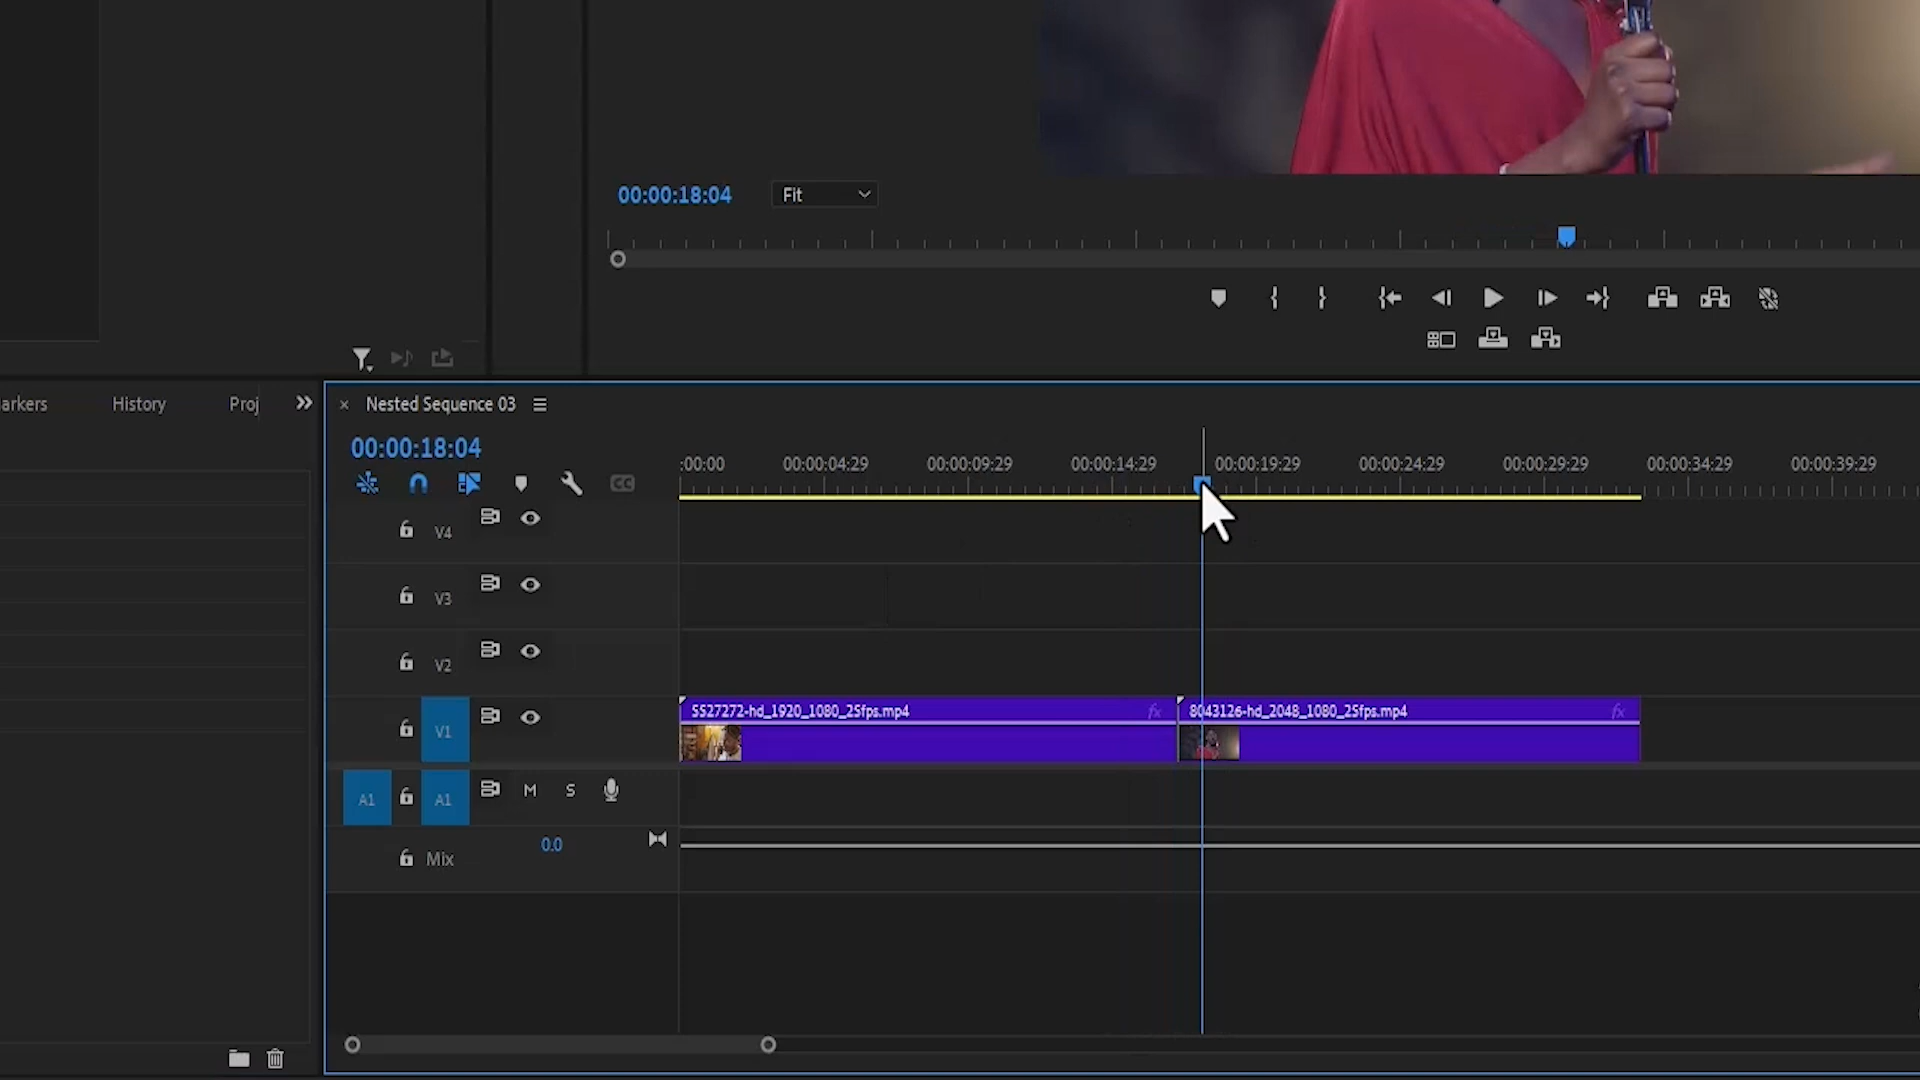 00:00:18:04 Fit
arkers History Proj
Nested Sequence 03
00:00:18:04
:00:00 00:00:04:29 00:00:09:29 00:00:14:29 00:00:19:29 00:00:24:29 00:00:29:29 00:00:34:29 00:00:39:29
CC
V4
V3
V2
5527272-hd_1920_1080_25fps.mp4 fx 8043126-hd_2048_1080_25fps.mp4 fx
V1
A1 A1 M S
0.0
Mix